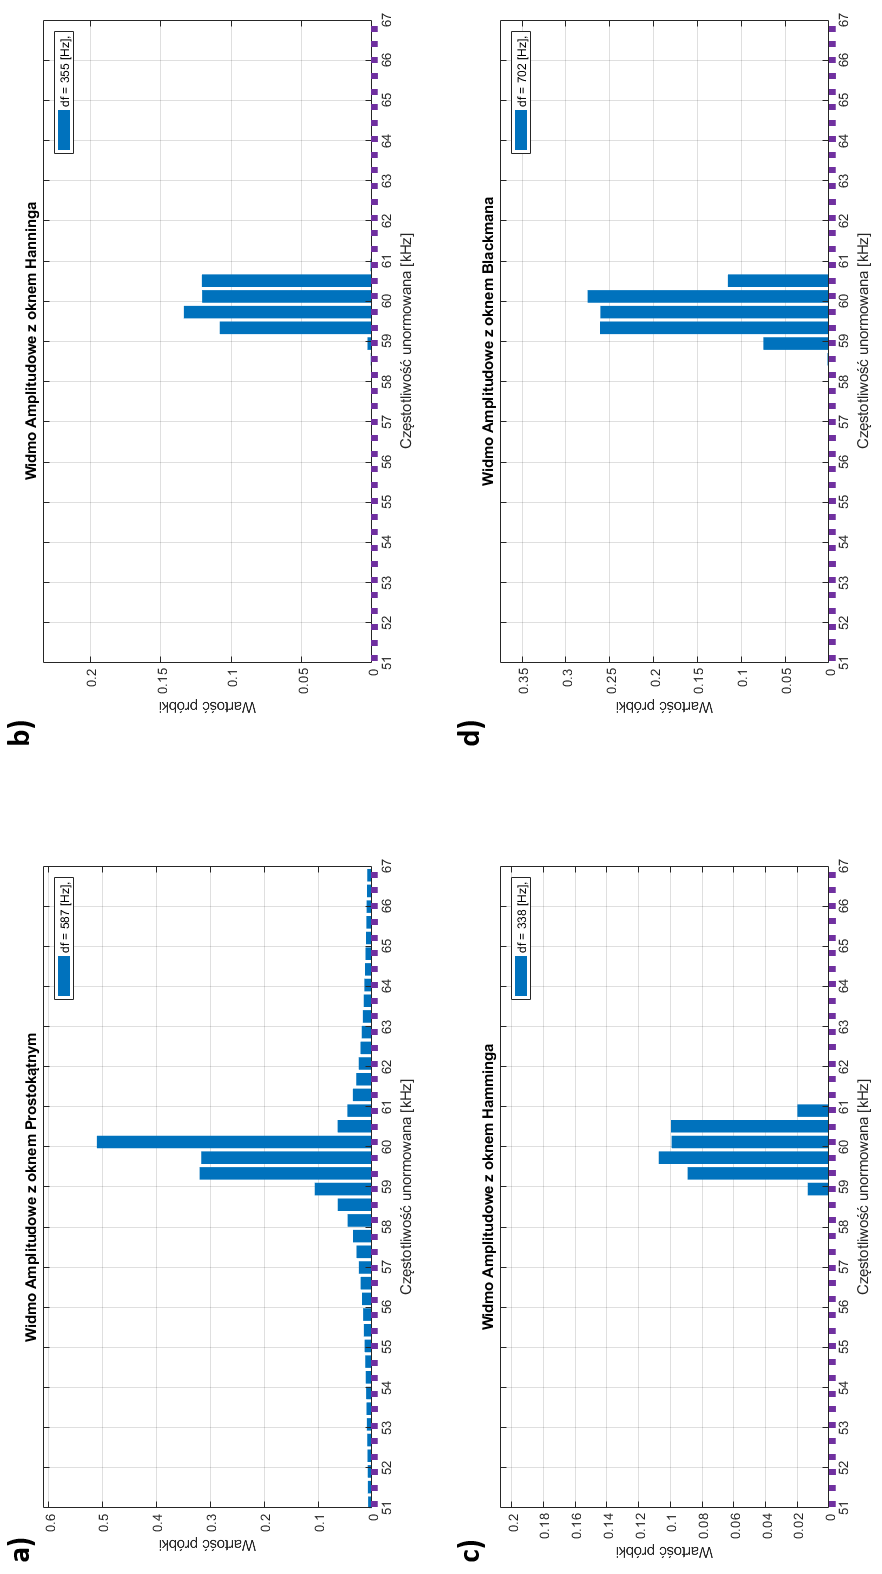 a)
Widmo Amplitudowe z oknem Prostokątnym
df = 587 [Hz],
Wartość próbki
0.6
0.5
0.4
0.3
0.2
0.1
0
51 52 53 54 55 56 57 58 59 60 61 62 63 64 65 66 67
Częstotliwość unormowana [kHz]
b)
Widmo Amplitudowe z oknem Hanninga
df = 355 [Hz],
Wartość próbki
0.2
0.15
0.1
0.05
0
51 52 53 54 55 56 57 58 59 60 61 62 63 64 65 66 67
Częstotliwość unormowana [kHz]
c)
Widmo Amplitudowe z oknem Hamminga
df = 338 [Hz],
Wartość próbki
0.2
0.18
0.16
0.14
0.12
0.1
0.08
0.06
0.04
0.02
0
51 52 53 54 55 56 57 58 59 60 61 62 63 64 65 66 67
Częstotliwość unormowana [kHz]
d)
Widmo Amplitudowe z oknem Blackmana
df = 702 [Hz],
Wartość próbki
0.35
0.3
0.25
0.2
0.15
0.1
0.05
0
51 52 53 54 55 56 57 58 59 60 61 62 63 64 65 66 67
Częstotliwość unormowana [kHz]